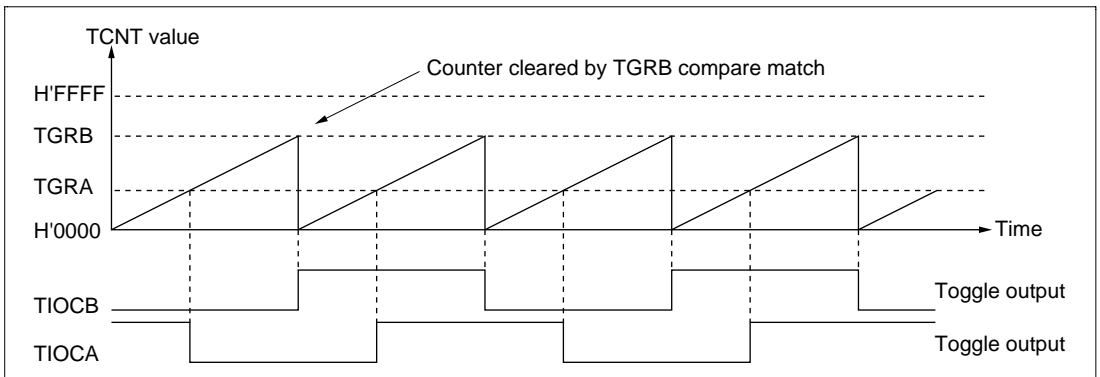 TCNT value
Counter cleared by TGRB compare match
H'FFFF
TGRB
TGRA
H'0000
Time
TIOCB
Toggle output
TIOCA
Toggle output